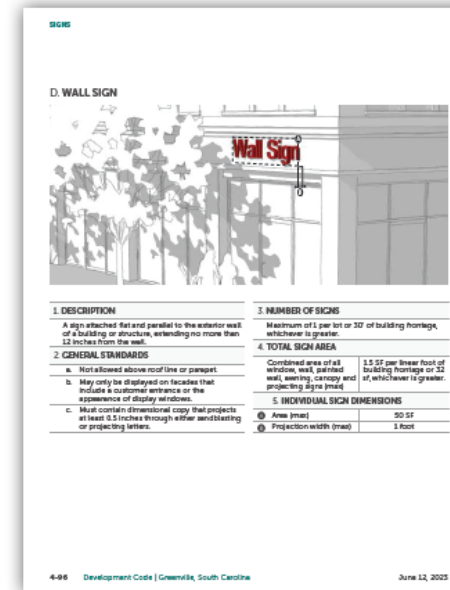 SIGNS
D. WALL SIGN
Wall Sign
1. DESCRIPTION
A sign attached flat and parallel to the exterior wall
of a building or structure, extending no more than
12 inches from the wall.
2. GENERAL STANDARDS
a. Not allowed above roof line or parapet.
b. May only be displayed on facades that
include a customer entrance or the
appearance of display windows.
c. Must contain dimensional copy that projects
at least 0.5 inches through either sandblasting
or projecting letters.
3. NUMBER OF SIGNS
Maximum of 1 per lot or 30' of building frontage,
whichever is greater.
4. TOTAL SIGN AREA
Combined area of all
window, wall, painted
wall, awning, canopy and
projecting signs (max)
1.5 SF per linear foot of
building frontage or 32
sf, whichever is greater.
5. INDIVIDUAL SIGN DIMENSIONS
Area (max) 50 SF
Projection width (max) 1 foot
4-96 Development Code | Greenville, South Carolina June 12, 2023